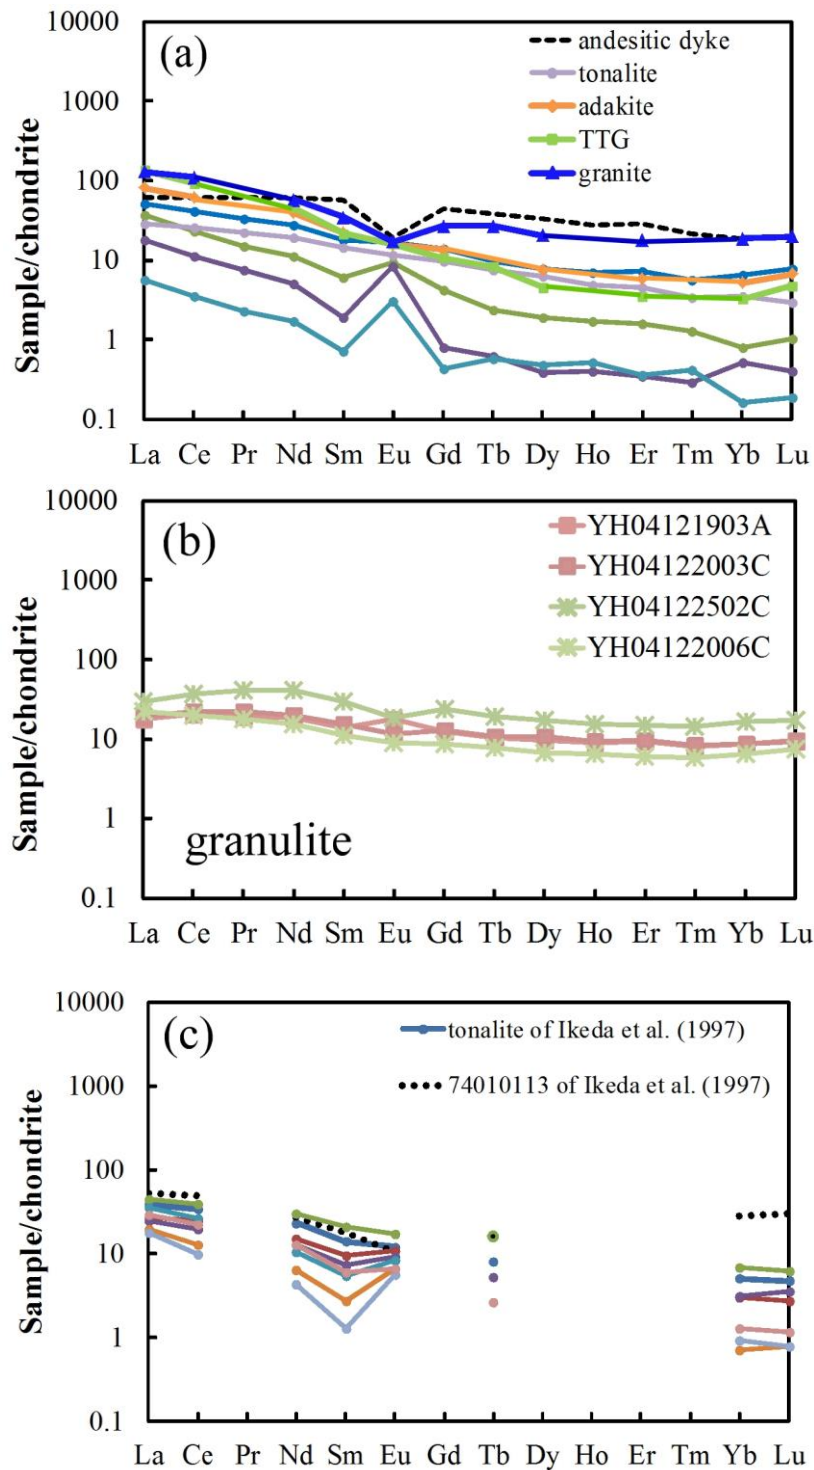 (a)
10000
1000
100
10
1
0.1
Sample/chondrite
andesitic dyke
tonalite
adakite
TTG
granite
La Ce Pr Nd Sm Eu Gd Tb Dy Ho Er Tm Yb Lu
(b)
10000
1000
100
10
1
0.1
Sample/chondrite
YH04121903A
YH04122003C
YH04122502C
YH04122006C
granulite
La Ce Pr Nd Sm Eu Gd Tb Dy Ho Er Tm Yb Lu
(c)
10000
1000
100
10
1
0.1
Sample/chondrite
tonalite of Ikeda et al. (1997)
74010113 of Ikeda et al. (1997)
La Ce Pr Nd Sm Eu Gd Tb Dy Ho Er Tm Yb Lu